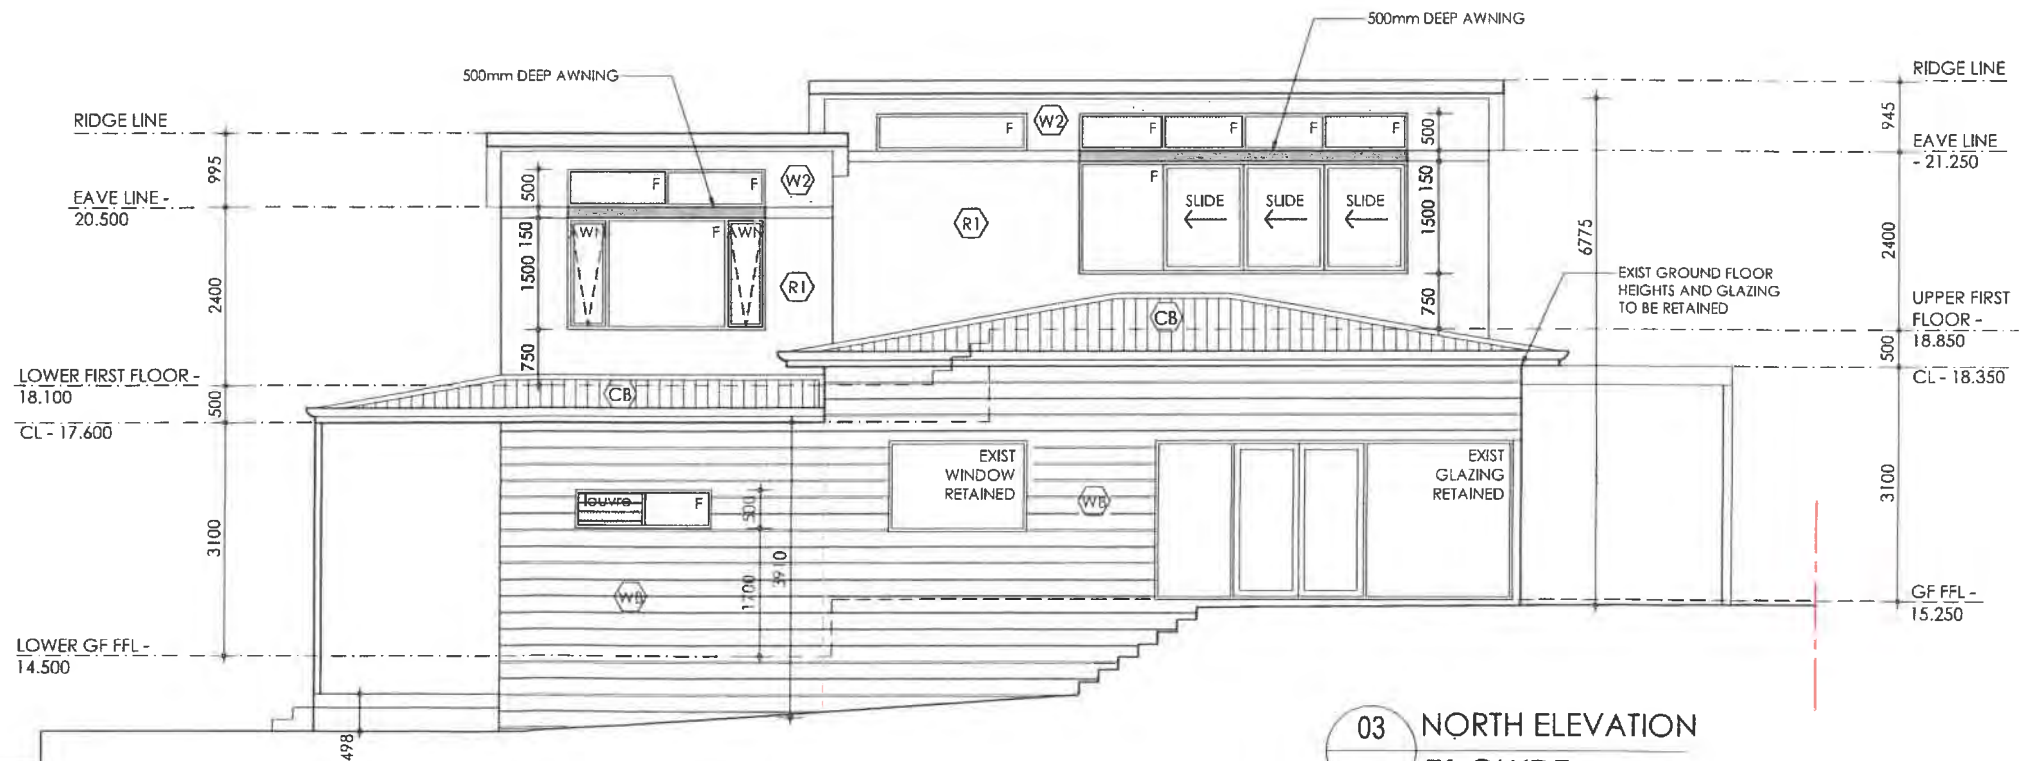 500mm DEEP AWNING
500mm DEEP AWNING
RIDGE LINE
RIDGE LINE
995
945
EAVE LINE -
20.500
EAVE LINE
- 21.250
F
W2
F
F
F
F
500
F
F
W2
500
150
1500
750
F
SLIDE
SLIDE
SLIDE
150
1500
750
F
AWN
R1
R1
6775
2400
2400
EXIST GROUND FLOOR
HEIGHTS AND GLAZING
TO BE RETAINED
UPPER FIRST
FLOOR -
18.850
CB
CB
LOWER FIRST FLOOR -
18.100
500
500
CL - 17.600
CL - 18.350
EXIST
WINDOW
RETAINED
EXIST
GLAZING
RETAINED
louvre
F
500
WB
WB
3100
3100
3910
1700
GF FFL -
15.250
LOWER GF FFL -
14.500
498
03
NORTH ELEVATION